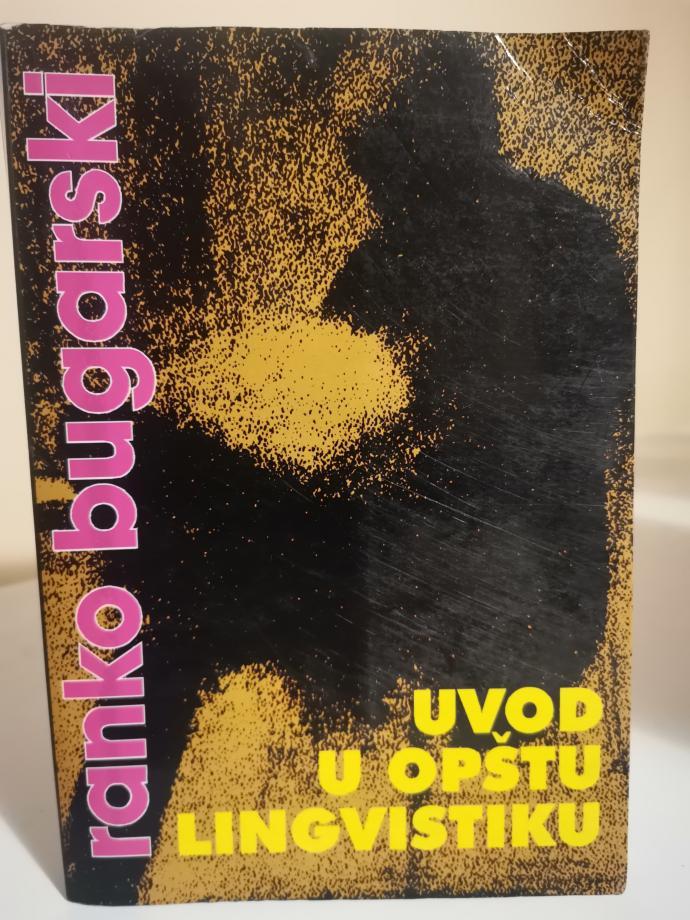 ranko bugarski
UVOD
U OPŠTU
LINGVISTIKU